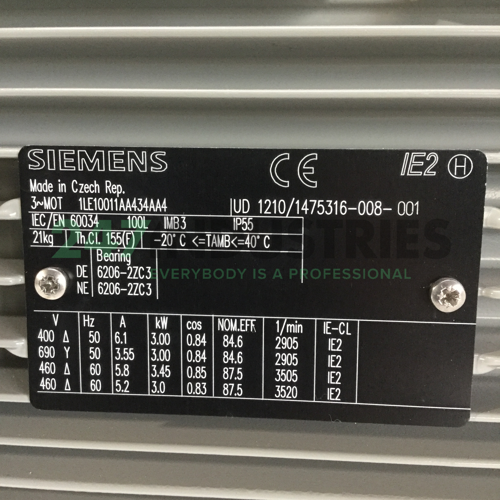 SIEMENS CE IE2 H
Made in Czech Rep.
3~MOT 1LE10011AA434AA4 UD 1210/1475316-008-001
IEC/EN 60034 100L IMB3 IP55
21kg Th.Cl. 155(F) -20°C <=TAMB<=40°C
Bearing
DE 6206-2ZC3
NE 6206-2ZC3
INDUSTRIES
EVERYBODY IS A PROFESSIONAL
V Hz A kW cos NOM.EFF 1/min IE-CL
400 Δ 50 6.1 3.00 0.84 84.6 2905 IE2
690 Y 50 3.55 3.00 0.84 84.6 2905 IE2
460 Δ 60 5.8 3.45 0.85 87.5 3505 IE2
460 Δ 60 5.2 3.0 0.83 87.5 3520 IE2